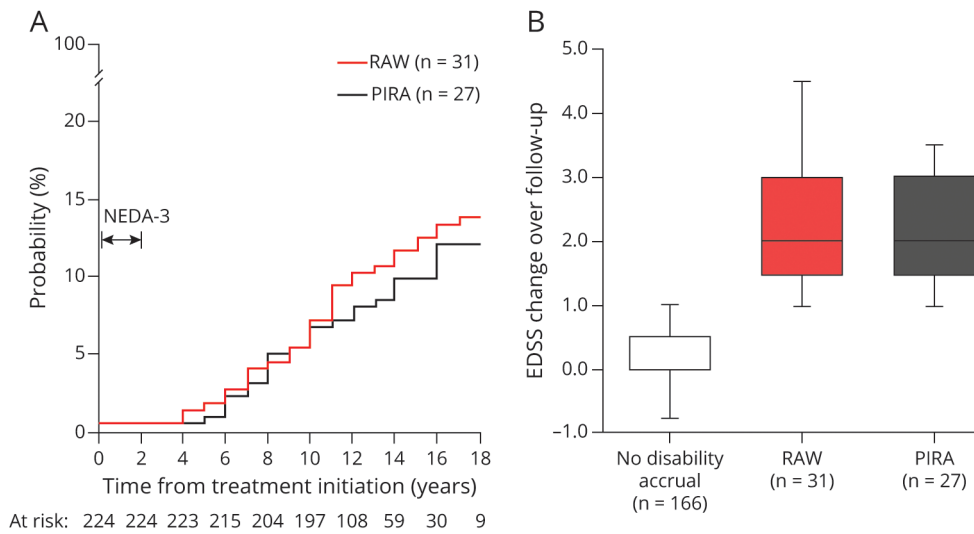 A
100
20
15
10
5
0
Probability (%)
RAW (n = 31)
PIRA (n = 27)
NEDA-3
0 2 4 6 8 10 12 14 16 18
Time from treatment initiation (years)
At risk: 224 224 223 215 204 197 108 59 30 9
B
5.0
4.0
3.0
2.0
1.0
0.0
–1.0
EDSS change over follow-up
No disability
accrual
(n = 166)
RAW
(n = 31)
PIRA
(n = 27)